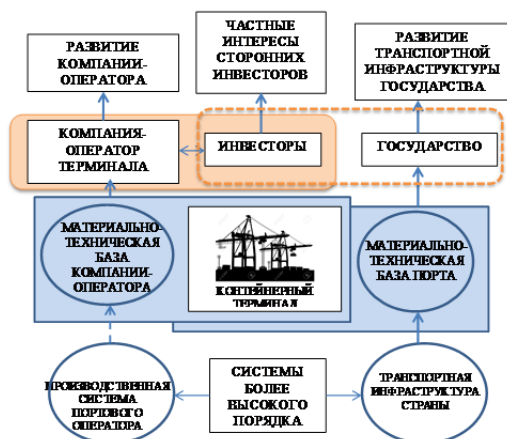 РАЗВИТИЕ
КОМПАНИИ-
ОПЕРАТОРА
ЧАСТНЫЕ
ИНТЕРЕСЫ
СТОРОННИХ
ИНВЕСТОРОВ
РАЗВИТИЕ
ТРАНСПОРТНОЙ
ИНФРАСТРУКТУРЫ
ГОСУДАРСТВА
КОМПАНИЯ-
ОПЕРАТОР
ТЕРМИНАЛА
ИНВЕСТОРЫ
ГОСУДАРСТВО
МАТЕРИАЛЬНО-
ТЕХНИЧЕСКАЯ
БАЗА
КОМПАНИИ-
ОПЕРАТОРА
КОНТЕЙНЕРНЫЙ
ТЕРМИНАЛ
МАТЕРИАЛЬНО-
ТЕХНИЧЕСКАЯ
БАЗА ПОРТА
ПРОИЗВОДСТВЕННАЯ
СИСТЕМА
ПОРТОВОГО
ОПЕРАТОРА
СИСТЕМЫ
БОЛЕЕ
ВЫСОКОГО
ПОРЯДКА
ТРАНСПОРТНАЯ
ИНФРАСТРУКТУРА
СТРАНЫ